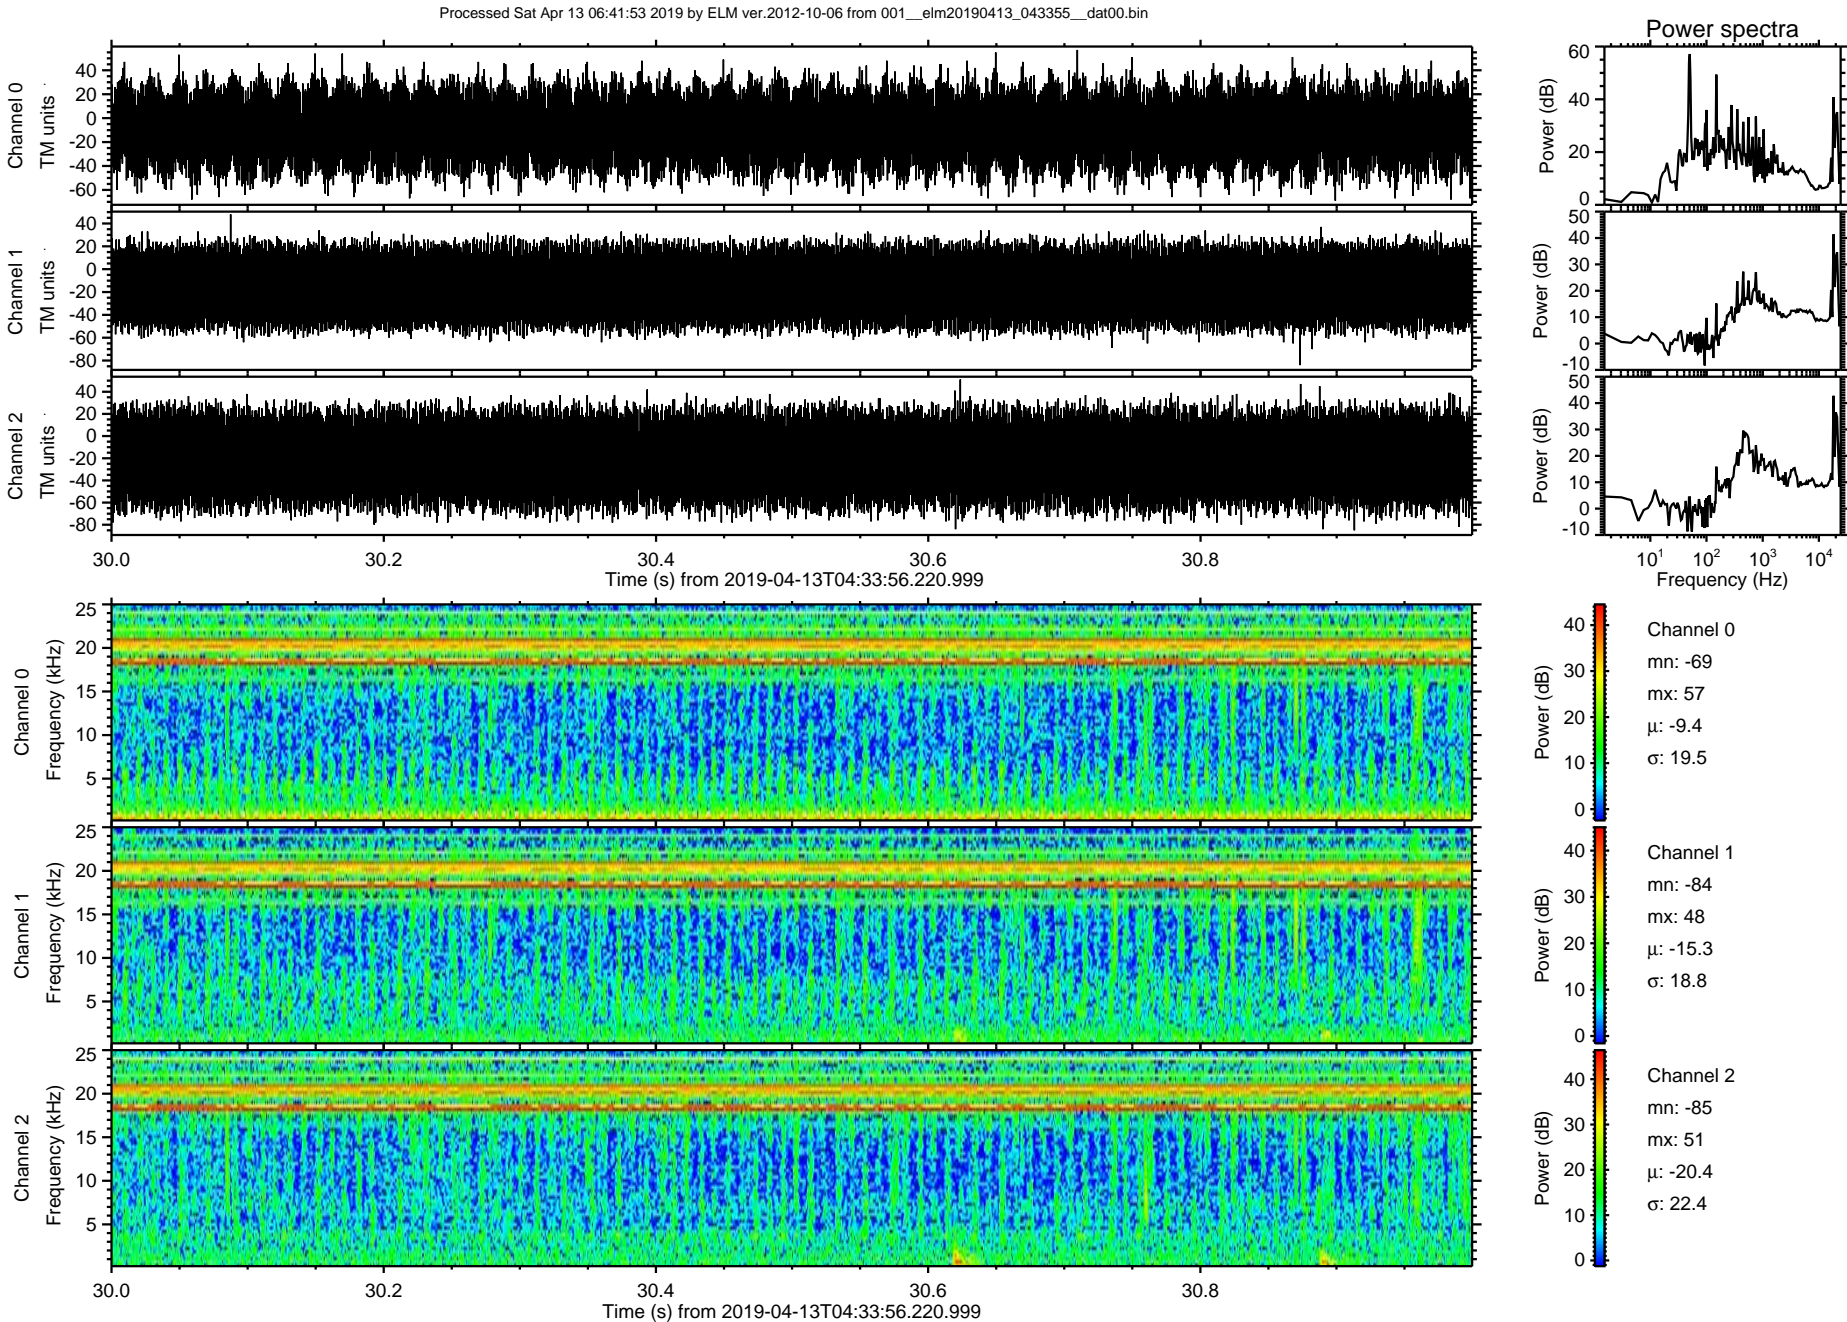 Processed Sat Apr 13 06:41:53 2019 by ELM ver.2012-10-06 from 001__elm20190413_043355__dat00.bin
Power spectra
Channel 0
TM units
40
20
0
-20
-40
-60
Power (dB)
60
40
20
0
Channel 1
TM units
40
20
0
-20
-40
-60
-80
Power (dB)
50
40
30
20
10
0
-10
Channel 2
TM units
40
20
0
-20
-40
-60
-80
Power (dB)
50
40
30
20
10
0
-10
30.0 30.2 30.4 30.6 30.8
Time (s) from 2019-04-13T04:33:56.220.999
10¹ 10² 10³ 10⁴
Frequency (Hz)
Channel 0
Frequency (kHz)
25
20
15
10
5
Power (dB)
40
30
20
10
0
Channel 0
mn: -69
mx: 57
μ: -9.4
σ: 19.5
Channel 1
Frequency (kHz)
25
20
15
10
5
Power (dB)
40
30
20
10
0
Channel 1
mn: -84
mx: 48
μ: -15.3
σ: 18.8
Channel 2
Frequency (kHz)
25
20
15
10
5
Power (dB)
40
30
20
10
0
Channel 2
mn: -85
mx: 51
μ: -20.4
σ: 22.4
30.0 30.2 30.4 30.6 30.8
Time (s) from 2019-04-13T04:33:56.220.999